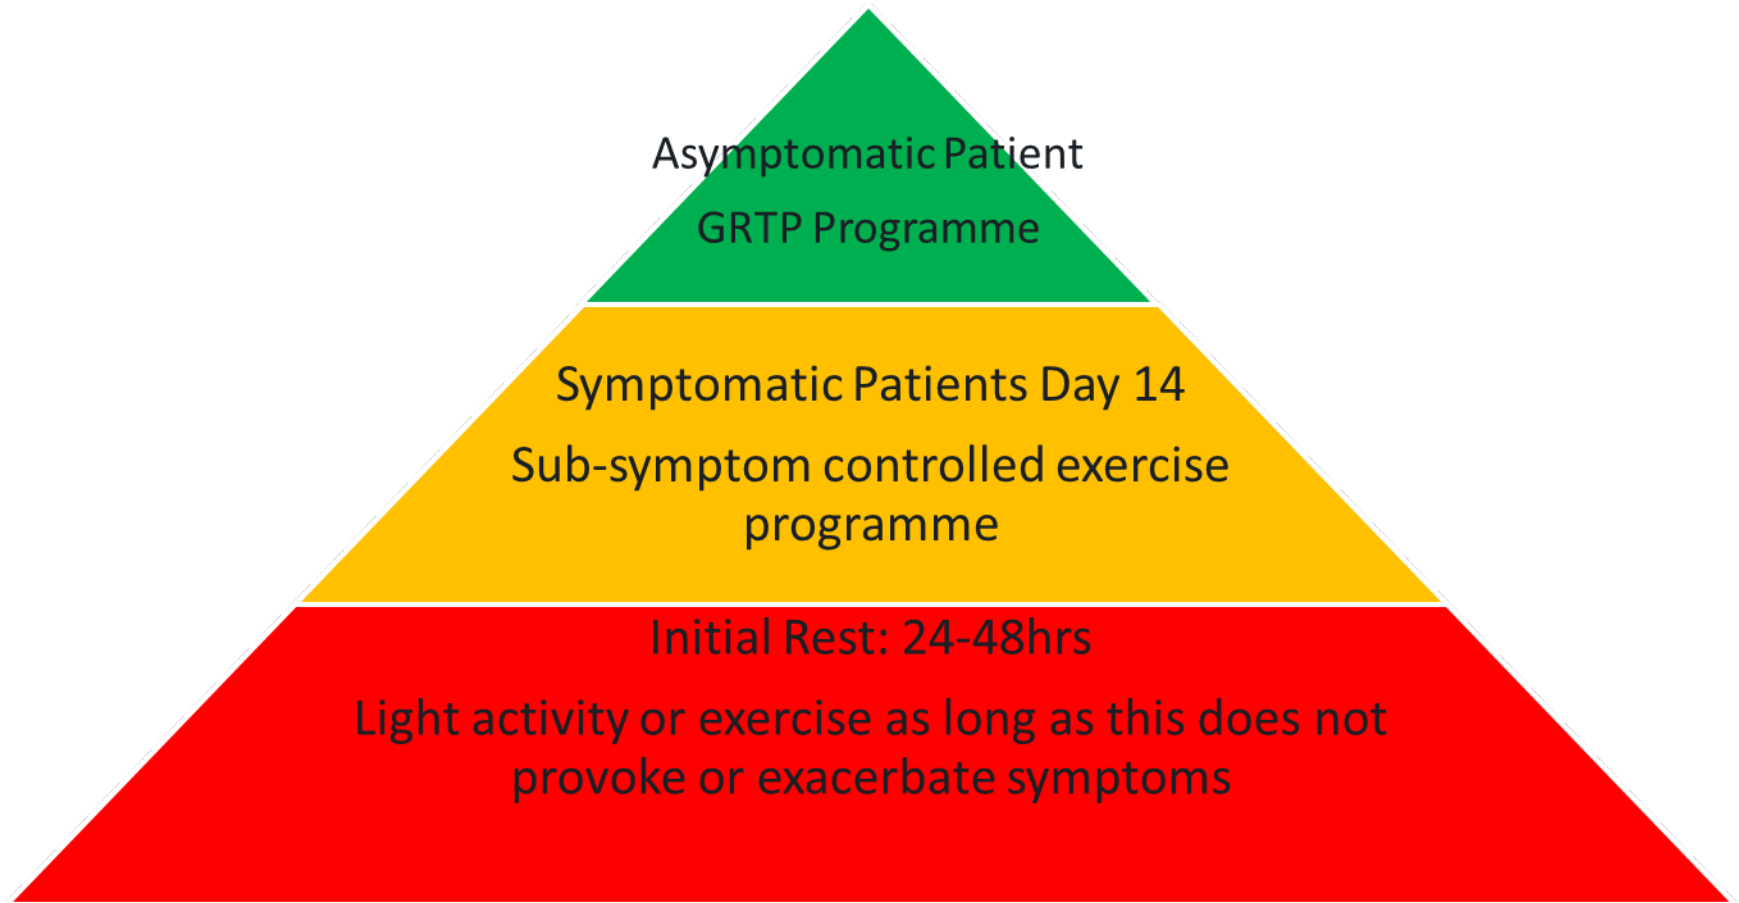 Asymptomatic Patient
GRTP Programme
Symptomatic Patients Day 14
Sub-symptom controlled exercise
programme
Initial Rest: 24-48hrs
Light activity or exercise as long as this does not
provoke or exacerbate symptoms